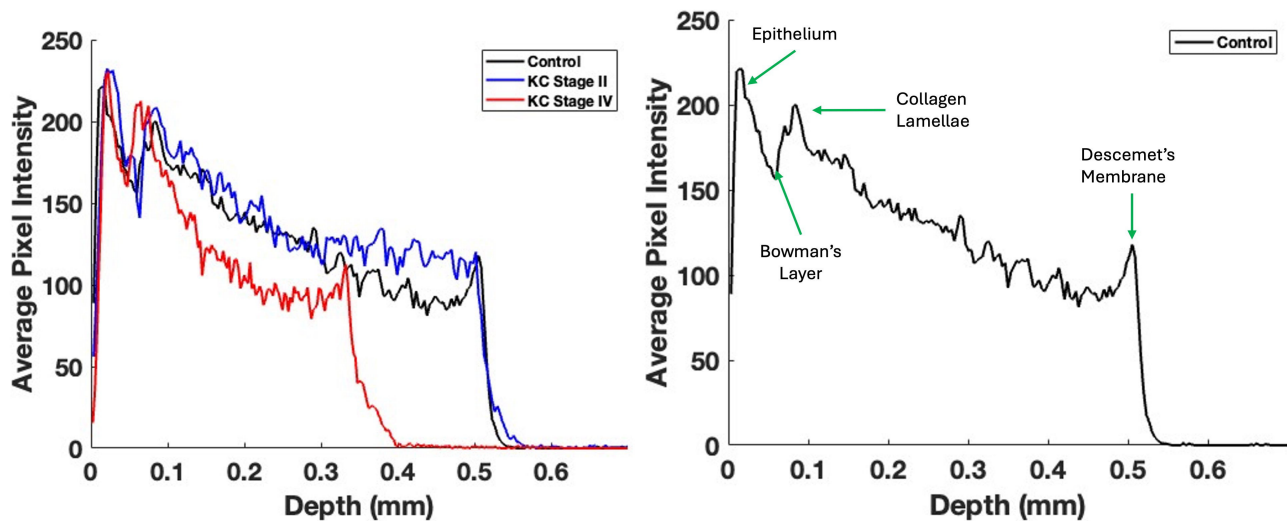 250
200
150
100
50
0
Average Pixel Intensity
0
0.1
0.2
0.3
0.4
0.5
0.6
Depth (mm)
Control
KC Stage II
KC Stage IV
250
200
150
100
50
0
Average Pixel Intensity
0
0.1
0.2
0.3
0.4
0.5
0.6
Depth (mm)
Control
Epithelium
Collagen
Lamellae
Descemet’s
Membrane
Bowman’s
Layer